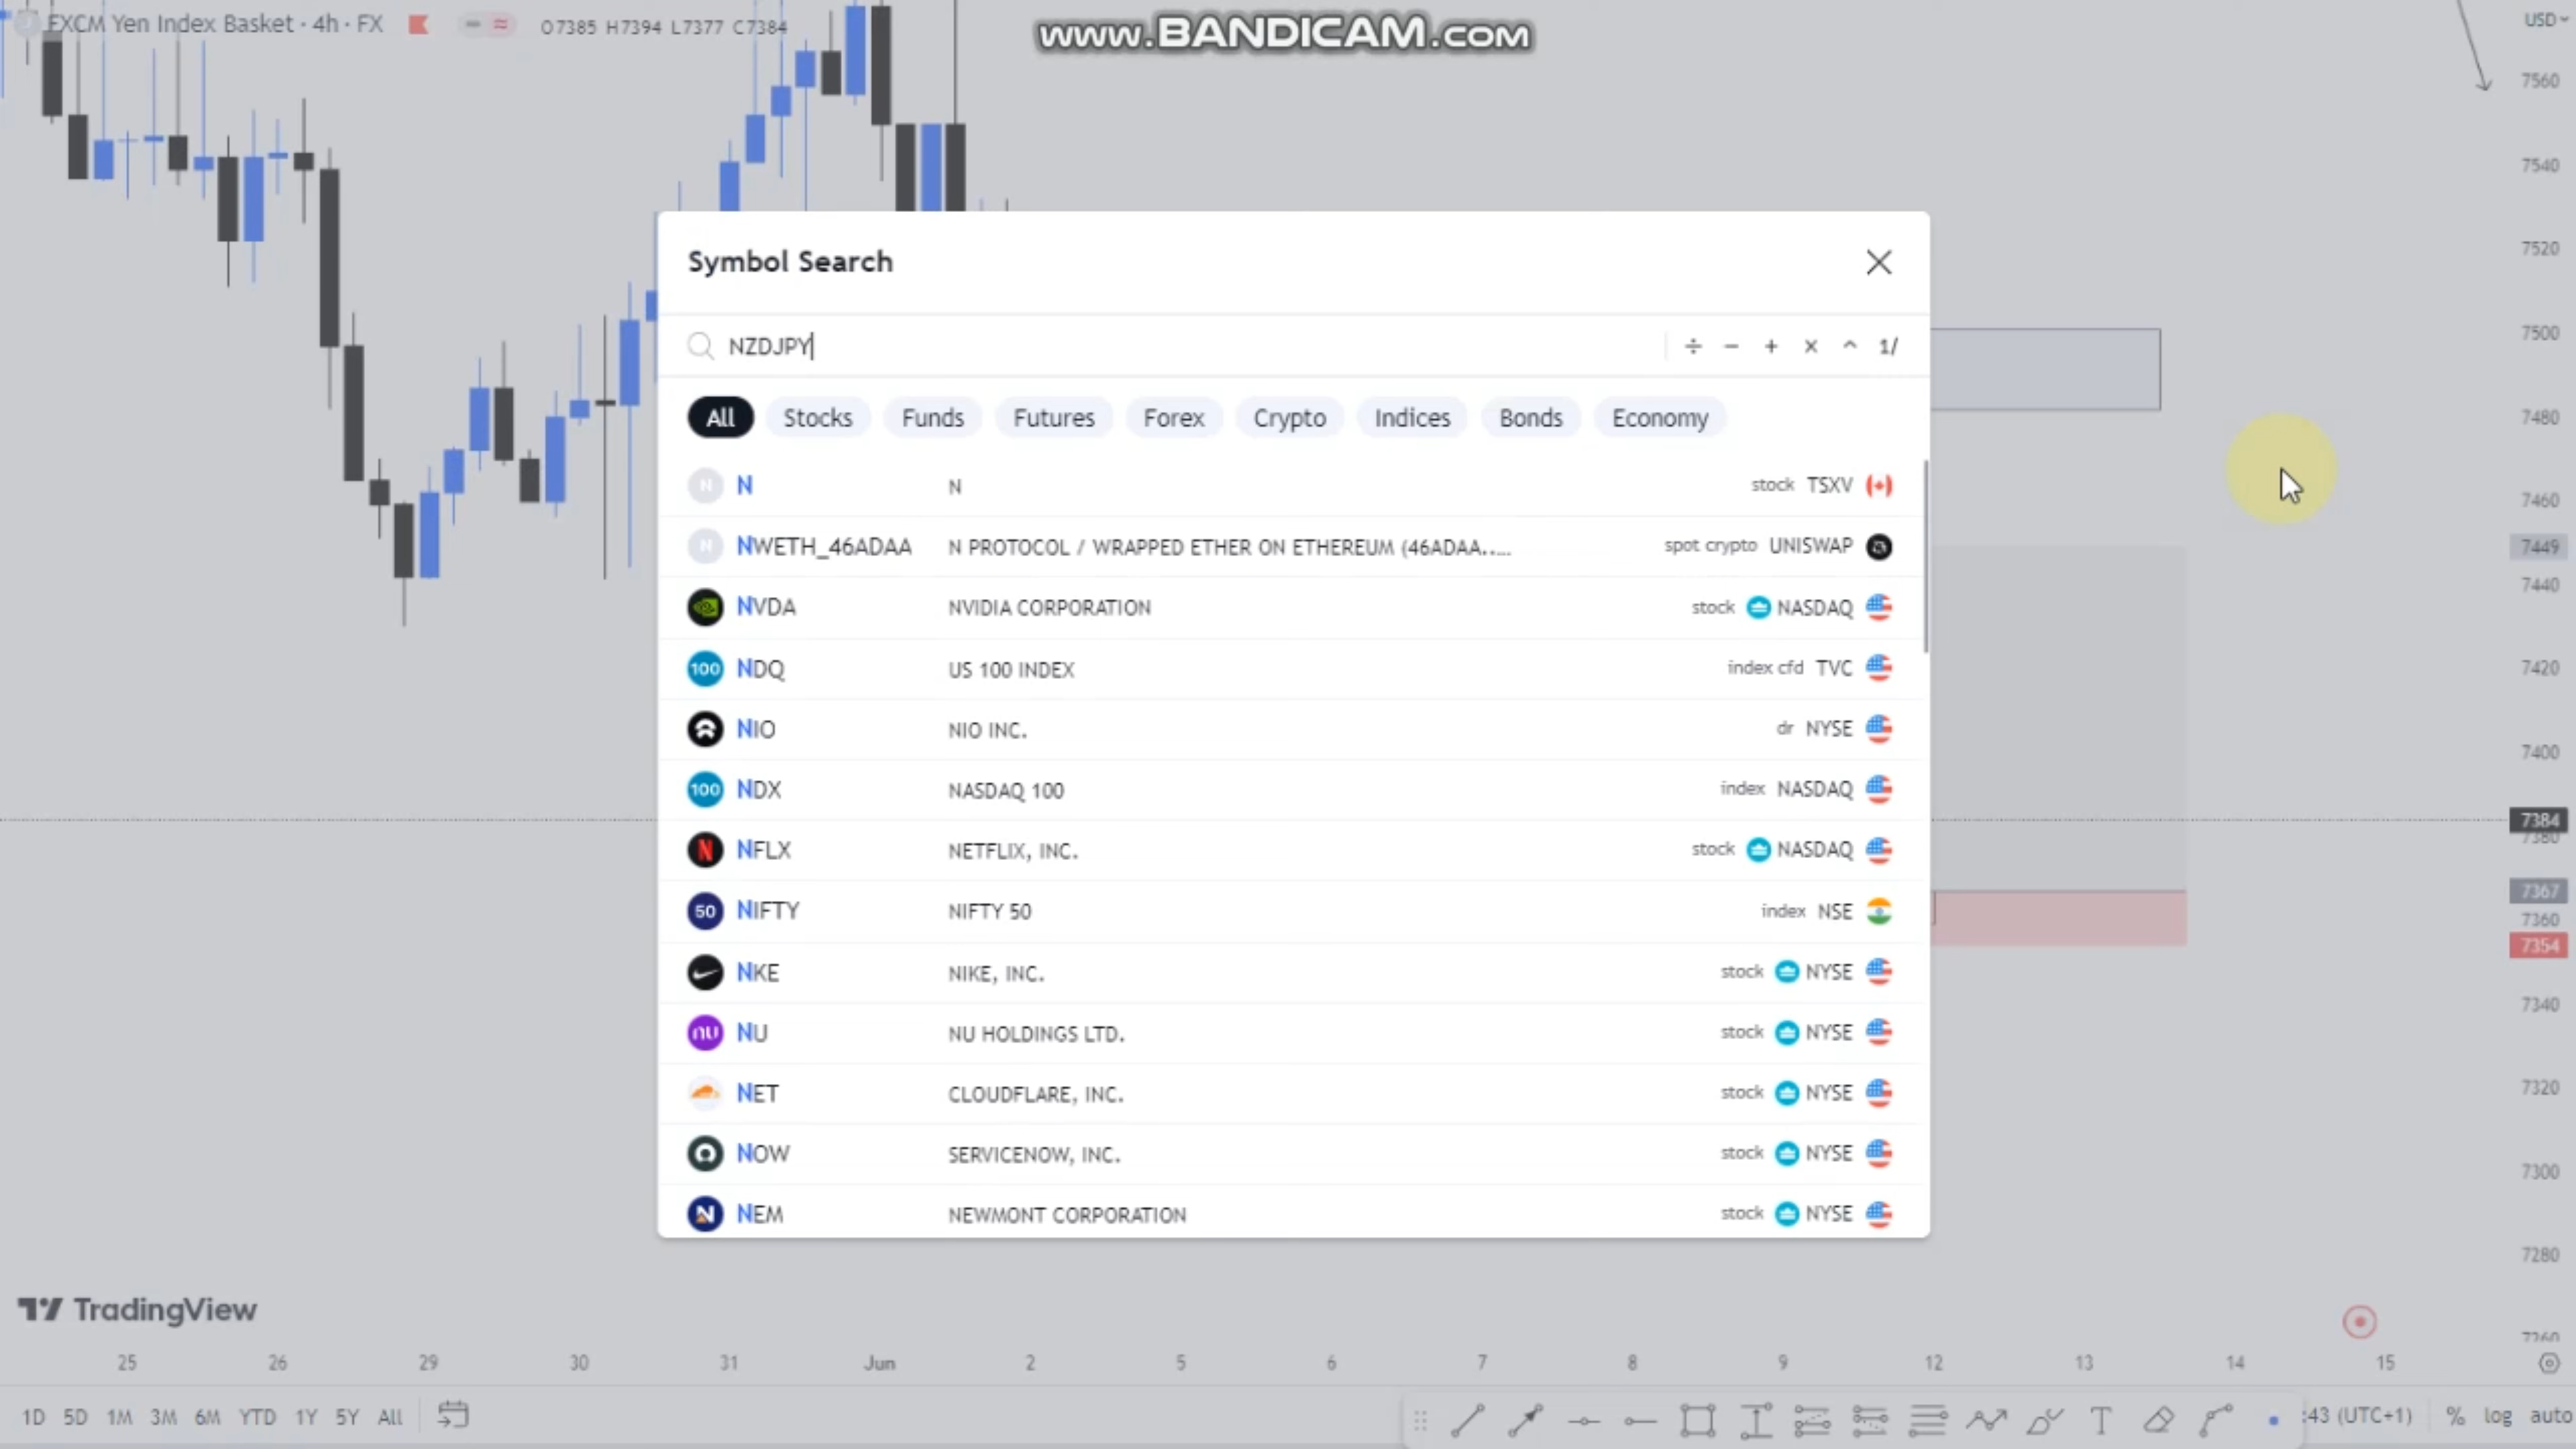 FXCM Yen Index Basket · 4h · FX
O7385 H7394 L7377 C7384
www.BANDICAM.com
USD
7560
7540
7520
7500
7480
7460
7449
7440
7420
7400
7384
7380
7367
7360
7354
7340
7320
7300
7280
7260
Symbol Search
NZDJPY
÷ − + × ^ 1/
All Stocks Funds Futures Forex Crypto Indices Bonds Economy
N N stock TSXV
NWETH_46ADAA N PROTOCOL / WRAPPED ETHER ON ETHEREUM (46ADAA..... spot crypto UNISWAP
NVDA NVIDIA CORPORATION stock NASDAQ
100 NDQ US 100 INDEX index cfd TVC
NIO NIO INC. dr NYSE
100 NDX NASDAQ 100 index NASDAQ
N NFLX NETFLIX, INC. stock NASDAQ
50 NIFTY NIFTY 50 index NSE
NKE NIKE, INC. stock NYSE
nu NU NU HOLDINGS LTD. stock NYSE
NET CLOUDFLARE, INC. stock NYSE
NOW SERVICENOW, INC. stock NYSE
N NEM NEWMONT CORPORATION stock NYSE
TradingView
25 26 29 30 31 Jun 2 5 6 7 8 9 12 13 14 15
1D 5D 1M 3M 6M YTD 1Y 5Y All
:43 (UTC+1) % log auto